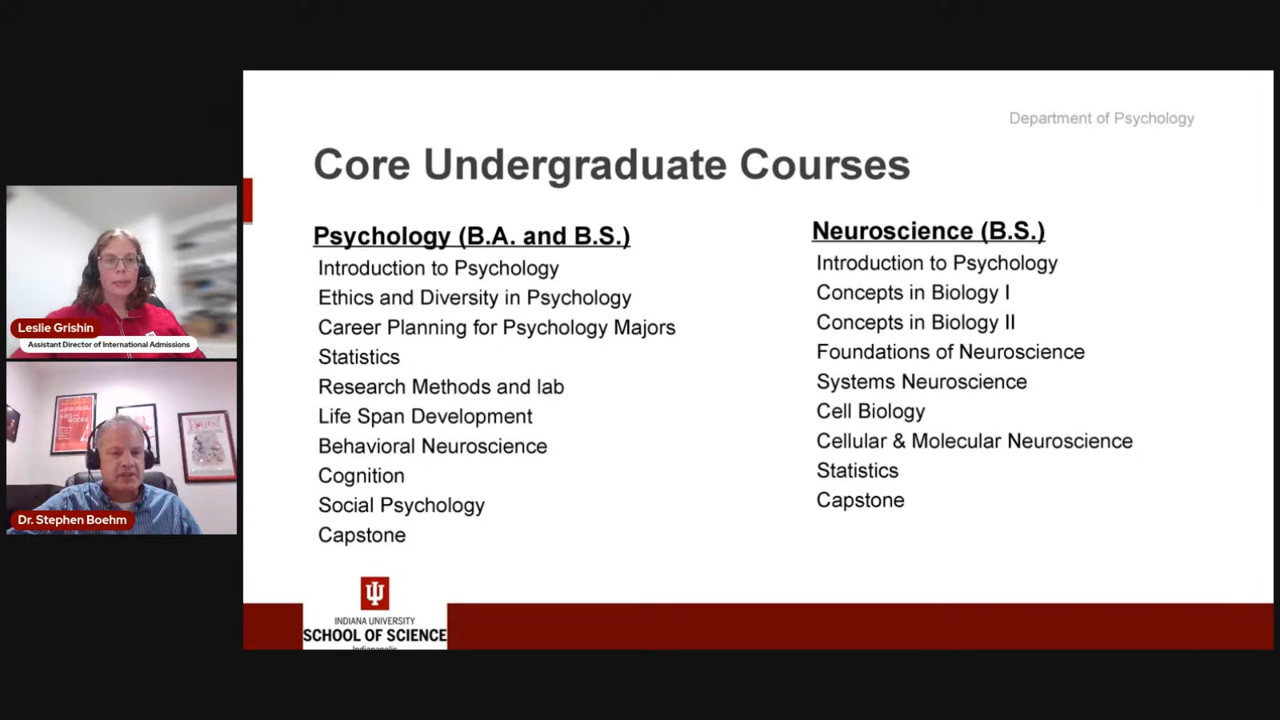 Department of Psychology
Core Undergraduate Courses
Psychology (B.A. and B.S.)
Introduction to Psychology
Ethics and Diversity in Psychology
Career Planning for Psychology Majors
Statistics
Research Methods and lab
Life Span Development
Behavioral Neuroscience
Cognition
Social Psychology
Capstone
Neuroscience (B.S.)
Introduction to Psychology
Concepts in Biology I
Concepts in Biology II
Foundations of Neuroscience
Systems Neuroscience
Cell Biology
Cellular & Molecular Neuroscience
Statistics
Capstone
Leslie Grishin
Assistant Director of International Admissions
Dr. Stephen Boehm
INDIANA UNIVERSITY
SCHOOL OF SCIENCE
Indianapolis